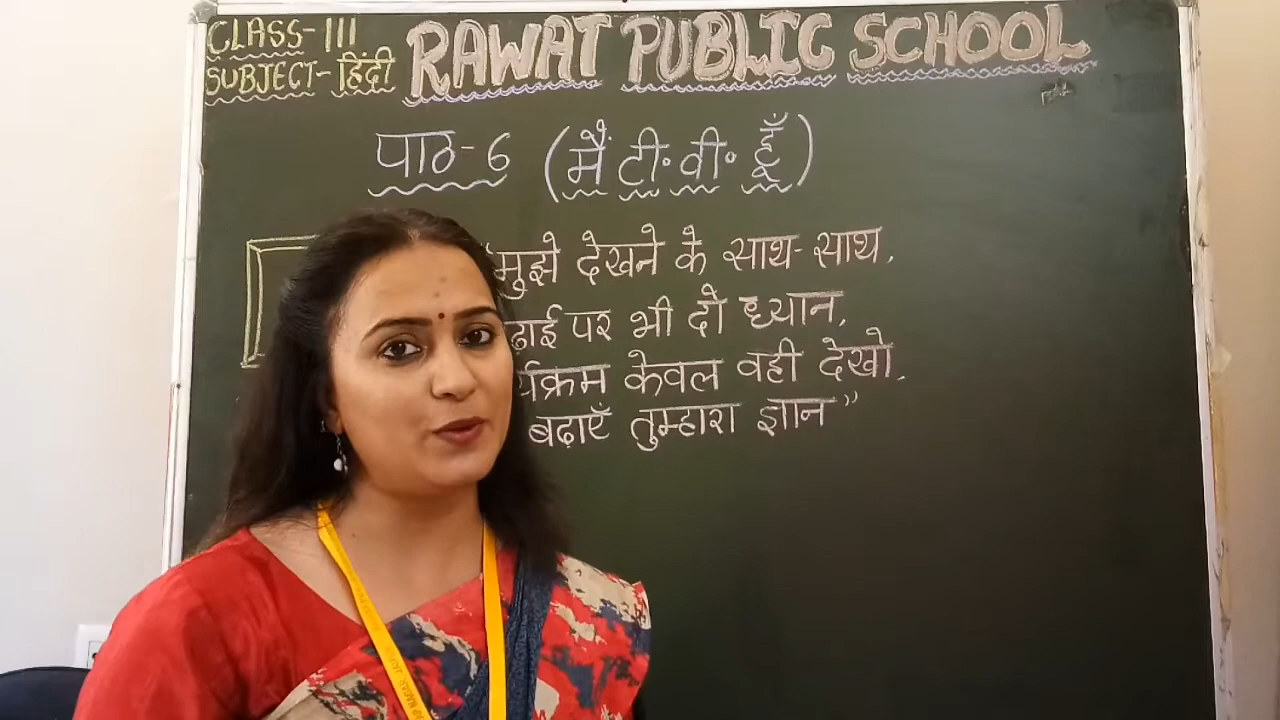 CLASS-III
SUBJECT-हिंदी
RAWAT PUBLIC SCHOOL
पाठ-6 (मैं टी॰वी॰ हूँ)
मुझे देखने के साथ-साथ,
पर भी दो ध्यान,
केवल वही देखो,
बढ़ाएँ तुम्हारा ज्ञान”